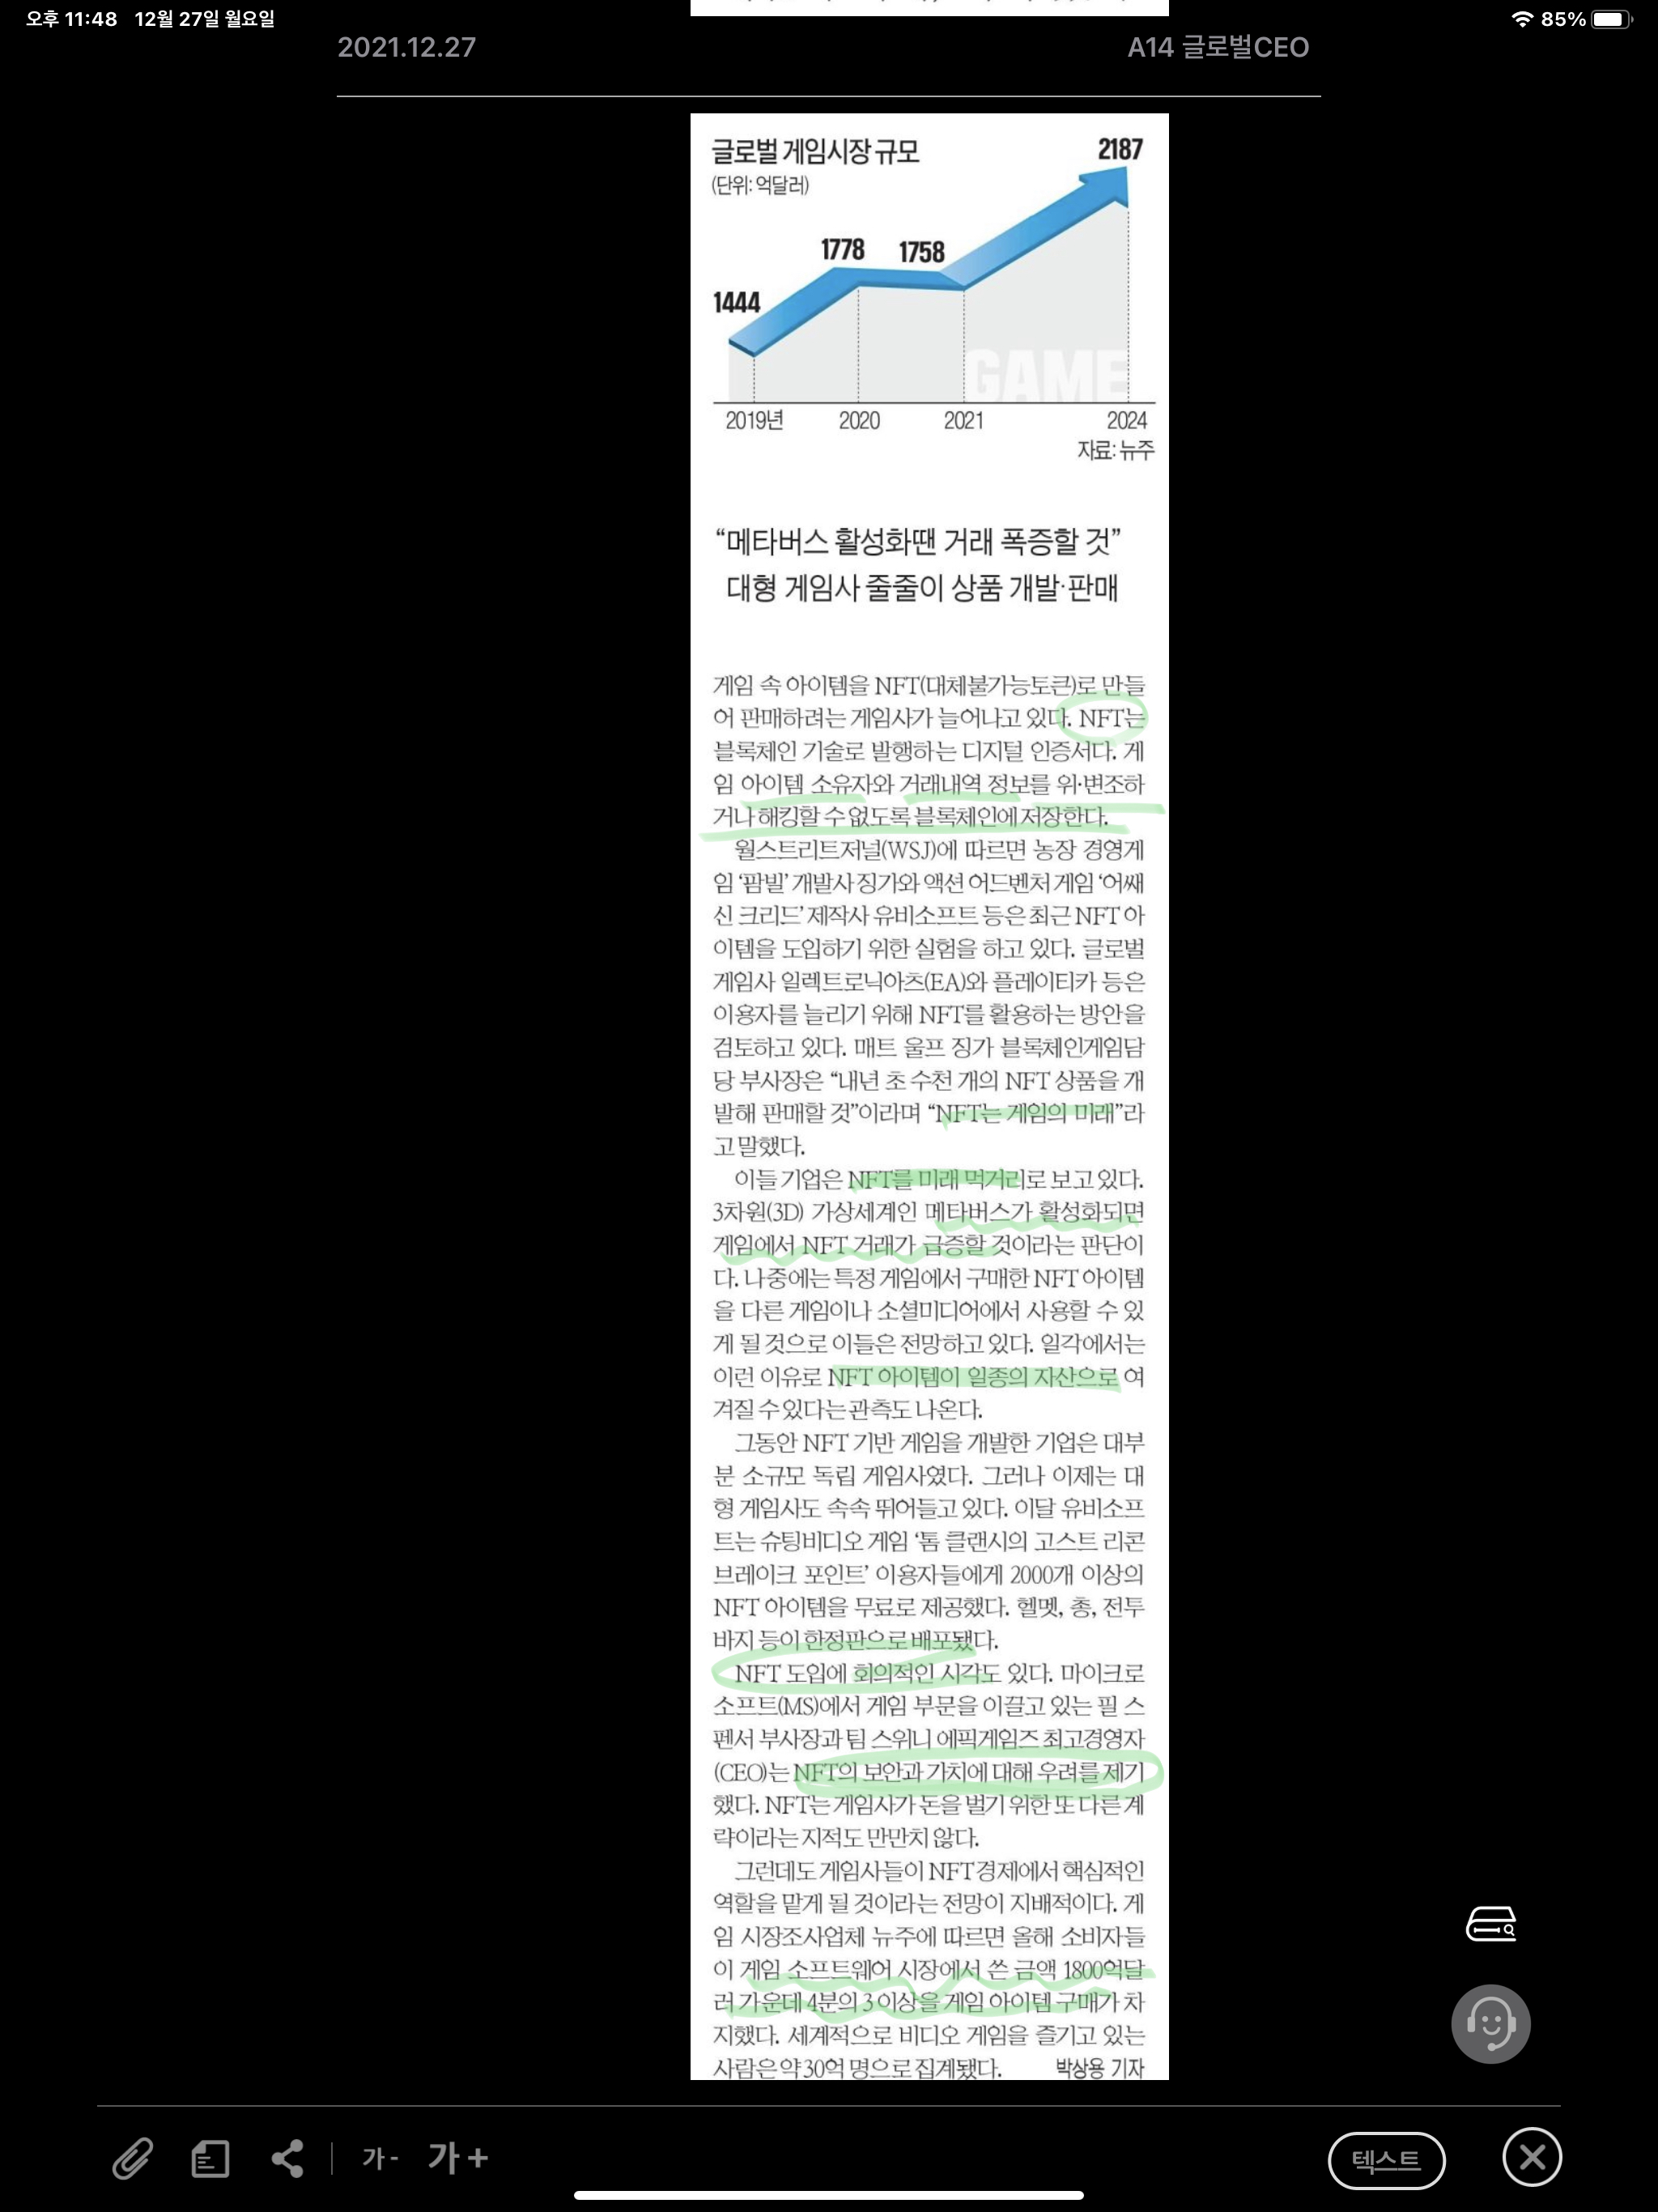 오후 11:48 12월 27일 월요일
85%
2021.12.27
A14 글로벌CEO
글로벌 게임시장 규모
(단위: 억달러)
2187
1778
1758
1444
GAME
2019년
2020
2021
2024
자료: 뉴주
“메타버스 활성화땐 거래 폭증할 것”
대형 게임사 줄줄이 상품 개발·판매
게임 속 아이템을 NFT(대체불가능토큰)로 만들
어 판매하려는 게임사가 늘어나고 있다. NFT는
블록체인 기술로 발행하는 디지털 인증서다. 게
임 아이템 소유자와 거래내역 정보를 위·변조하
거나 해킹할 수 없도록 블록체인에 저장한다.
월스트리트저널(WSJ)에 따르면 농장 경영게
임 ‘팜빌’ 개발사 징가와 액션 어드벤처 게임 ‘어쌔
신 크리드’ 제작사 유비소프트 등은 최근 NFT 아
이템을 도입하기 위한 실험을 하고 있다. 글로벌
게임사 일렉트로닉아츠(EA)와 플레이티카 등은
이용자를 늘리기 위해 NFT를 활용하는 방안을
검토하고 있다. 매트 울프 징가 블록체인게임담
당 부사장은 “내년 초 수천 개의 NFT 상품을 개
발해 판매할 것”이라며 “NFT는 게임의 미래”라
고 말했다.
이들 기업은 NFT를 미래 먹거리로 보고 있다.
3차원(3D) 가상세계인 메타버스가 활성화되면
게임에서 NFT 거래가 급증할 것이라는 판단이
다. 나중에는 특정 게임에서 구매한 NFT 아이템
을 다른 게임이나 소셜미디어에서 사용할 수 있
게 될 것으로 이들은 전망하고 있다. 일각에서는
이런 이유로 NFT 아이템이 일종의 자산으로 여
겨질 수 있다는 관측도 나온다.
그동안 NFT 기반 게임을 개발한 기업은 대부
분 소규모 독립 게임사였다. 그러나 이제는 대
형 게임사도 속속 뛰어들고 있다. 이달 유비소프
트는 슈팅비디오 게임 ‘톰 클랜시의 고스트 리콘
브레이크 포인트’ 이용자들에게 2000개 이상의
NFT 아이템을 무료로 제공했다. 헬멧, 총, 전투
바지 등이 한정판으로 배포됐다.
NFT 도입에 회의적인 시각도 있다. 마이크로
소프트(MS)에서 게임 부문을 이끌고 있는 필 스
펜서 부사장과 팀 스위니 에픽게임즈 최고경영자
(CEO)는 NFT의 보안과 가치에 대해 우려를 제기
했다. NFT는 게임사가 돈을 벌기 위한 또 다른 계
략이라는 지적도 만만치 않다.
그런데도 게임사들이 NFT 경제에서 핵심적인
역할을 맡게 될 것이라는 전망이 지배적이다. 게
임 시장조사업체 뉴주에 따르면 올해 소비자들
이 게임 소프트웨어 시장에서 쓴 금액 1800억달
러 가운데 4분의 3 이상을 게임 아이템 구매가 차
지했다. 세계적으로 비디오 게임을 즐기고 있는
사람은 약 30억 명으로 집계됐다. 박상용 기자
가- 가+
텍스트